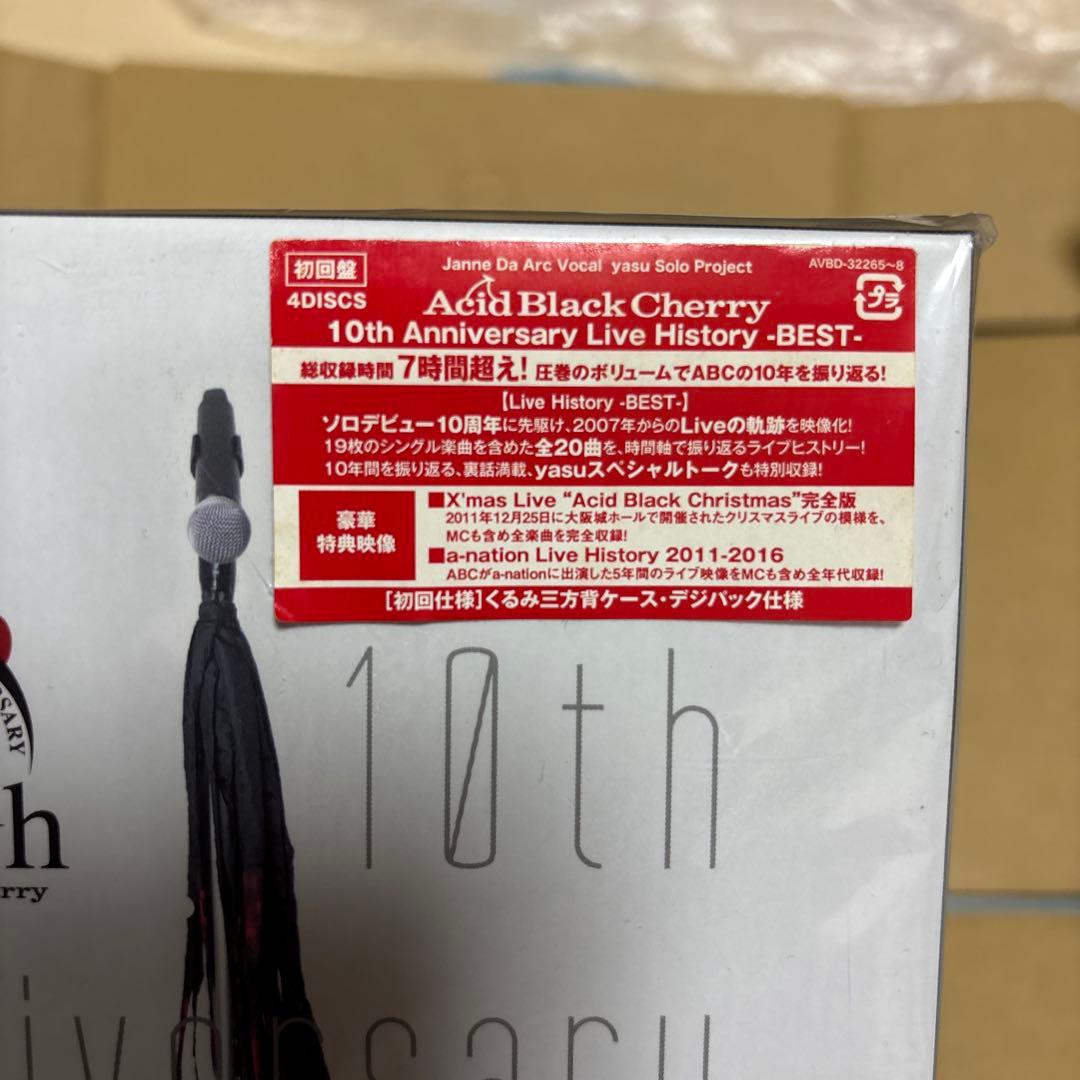 初回盤
4DISCS
Janne Da Arc Vocal yasu Solo Project
AVBD-32265~8
プラ
Acid Black Cherry
10th Anniversary Live History -BEST-
総収録時間 7時間超え! 圧巻のボリュームでABCの10年を振り返る!
【Live History -BEST-】
ソロデビュー10周年に先駆け、2007年からのLiveの軌跡を映像化!
19枚のシングル楽曲を含めた全20曲を、時間軸で振り返るライブヒストリー!
10年間を振り返る、裏話満載、yasuスペシャルトークも特別収録!
豪華
特典映像
■X'mas Live “Acid Black Christmas”完全版
2011年12月25日に大阪城ホールで開催されたクリスマスライブの模様を、
MCも含め全楽曲を完全収録!
■a-nation Live History 2011-2016
ABCがa-nationに出演した5年間のライブ映像をMCも含め全年代収録!
[初回仕様]くるみ三方背ケース・デジパック仕様
10th
RSARY
h
rry
iversary